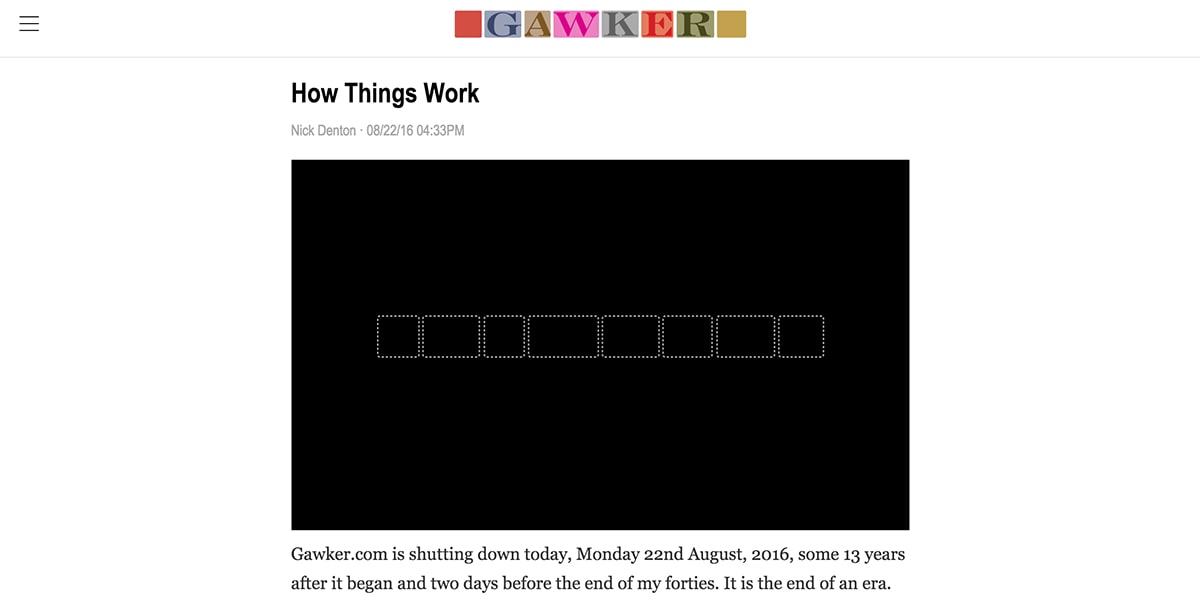 GAWKER
How Things Work
Nick Denton · 08/22/16 04:33PM
Gawker.com is shutting down today, Monday 22nd August, 2016, some 13 years
after it began and two days before the end of my forties. It is the end of an era.